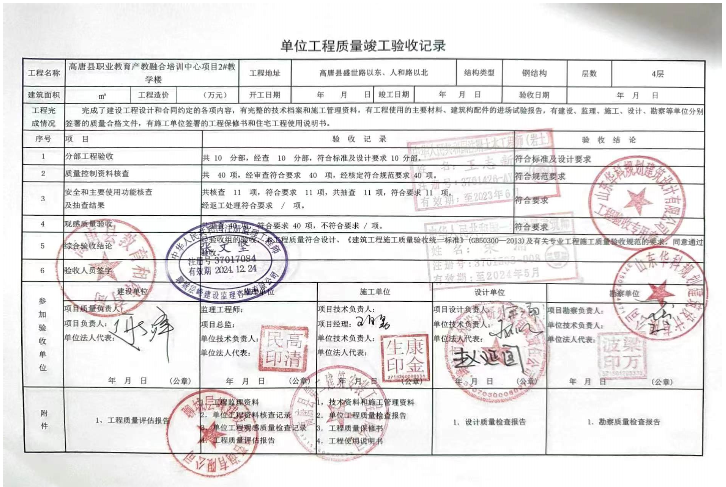 单位工程质量竣工验收记录
工程名称 高唐县职业教育产教融合培训中心项目2#教学楼 工程地址 高唐县盛世路以东、人和路以北 结构类型 钢结构 层数 4层
建筑面积 ㎡ 工程造价 （万元） 开工日期 年 月 日 竣工日期 年 月 日 验收日期 年 月 日
工程完成情况 完成了建设工程设计和合同约定的各项内容，有完整的技术档案和施工管理资料，有工程使用的主要材料、建筑构配件的进场试验报告，有建设、监理、施工、设计、勘察等单位分别
签署的质量合格文件，有施工单位签署的工程保修书和住宅工程使用说明书。
序号 项 目 验 收 记 录 验 收 结 论
1 分部工程验收 共 10 分部，经查 10 分部，符合标准及设计要求 10 分部。 符合标准及设计要求
2 质量控制资料核查 共 40 项，经审查符合要求 40 项，经核定符合规范要求 40 项。 符合规范要求
3 安全和主要使用功能核查及抽查结果 共核查 11 项，符合要求 11 项，共抽查 11 项，符合要求 11 项，
经返工处理符合要求 / 项。 符合要求
4 观感质量验收 共抽查 40 项，符合要求 40 项，不符合要求 / 项。 符合要求
5 综合验收结论 工程质量符合设计、《建筑工程施工质量验收统一标准》（GB50300—2013）及有关专业工程施工质量验收规范的要求，同意通过
验收。
6 验收人员签字
注册号 37017084
有效期 2024.12.24
参加验收单位
建设单位 监理单位 施工单位 设计单位 勘察单位
项目质量负责人： 监理工程师： 项目技术负责人： 项目设计负责人： 项目勘察负责人：
项目负责人： 项目总监： 项目经理： 项目负责人： 项目负责人：
单位技术负责人： 单位技术负责人： 单位技术负责人： 单位技术负责人：
单位法人代表： 单位法人代表： 单位法人代表： 单位法人代表： 单位法人代表：
民高印清
生康印金
波梁印万
年 月 日 （公章） 年 月 日 （公章） 年 月 日 （公章） 年 月 日 （公章） 年 月 日 （公章）
附件
1、工程质量评估报告
1、工程监理资料
2、单位工程资料核查记录
3、单位工程观感质量检查记录
4、工程质量评估报告
1、技术资料和施工管理资料
2、单位工程质量检查报告
3、工程质量保修书
4、工程使用说明书
1、设计质量检查报告
1、勘察质量检查报告